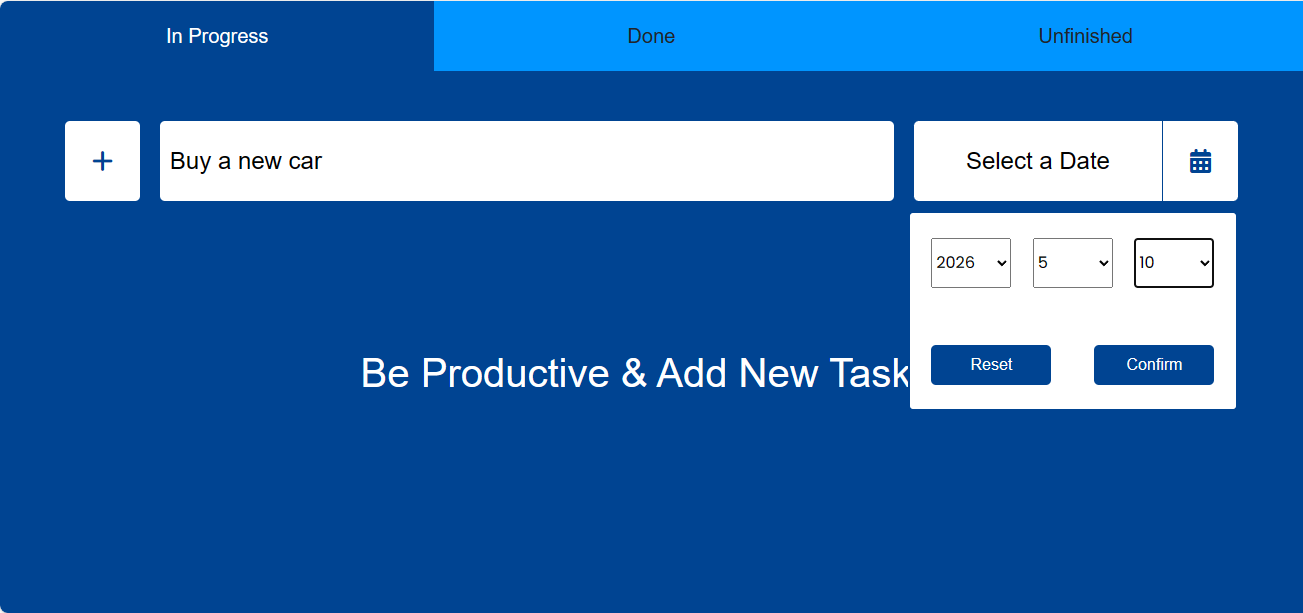 In Progress
Done
Unfinished
Buy a new car
Select a Date
2026
5
10
Be Productive & Add New Task
Reset
Confirm